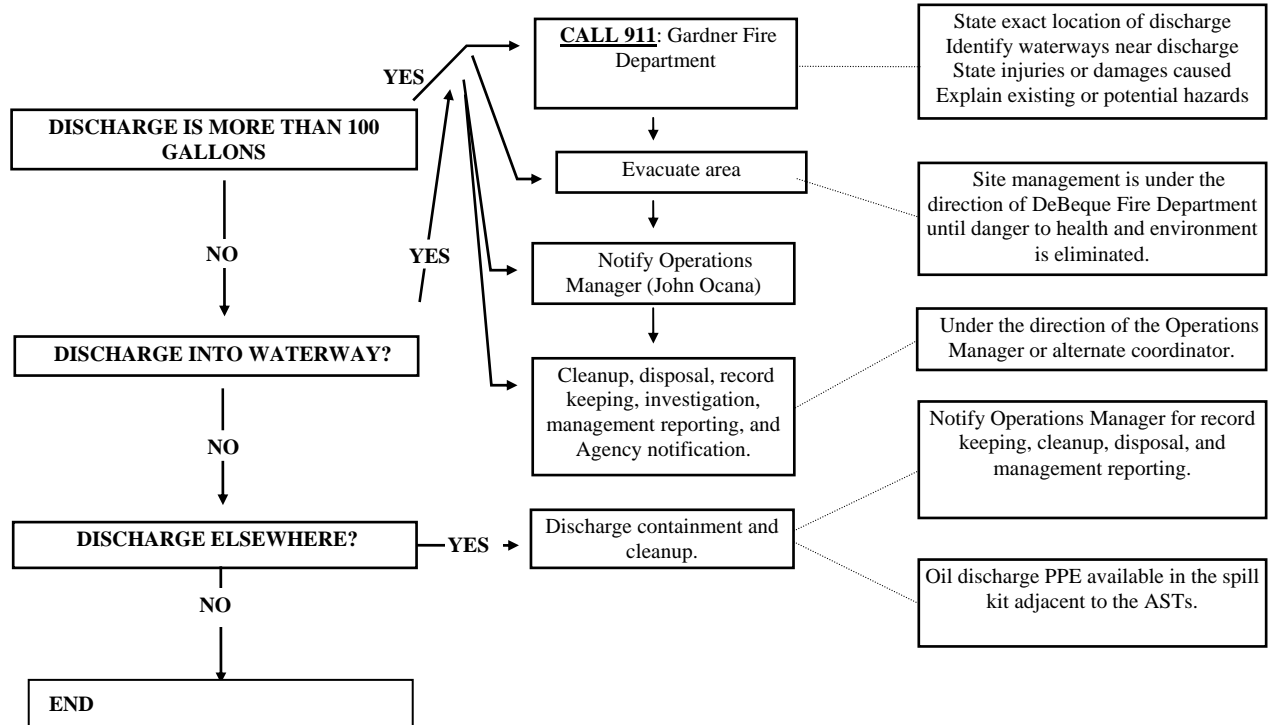 DISCHARGE IS MORE THAN 100
GALLONS
YES
NO
CALL 911: Gardner Fire
Department
State exact location of discharge
Identify waterways near discharge
State injuries or damages caused
Explain existing or potential hazards
Evacuate area
Site management is under the
direction of DeBeque Fire Department
until danger to health and environment
is eliminated.
Notify Operations
Manager (John Ocana)
Cleanup, disposal, record
keeping, investigation,
management reporting, and
Agency notification.
Under the direction of the Operations
Manager or alternate coordinator.
DISCHARGE INTO WATERWAY?
YES
NO
DISCHARGE ELSEWHERE?
YES
Discharge containment and
cleanup.
Notify Operations Manager for record
keeping, cleanup, disposal, and
management reporting.
Oil discharge PPE available in the spill
kit adjacent to the ASTs.
NO
END